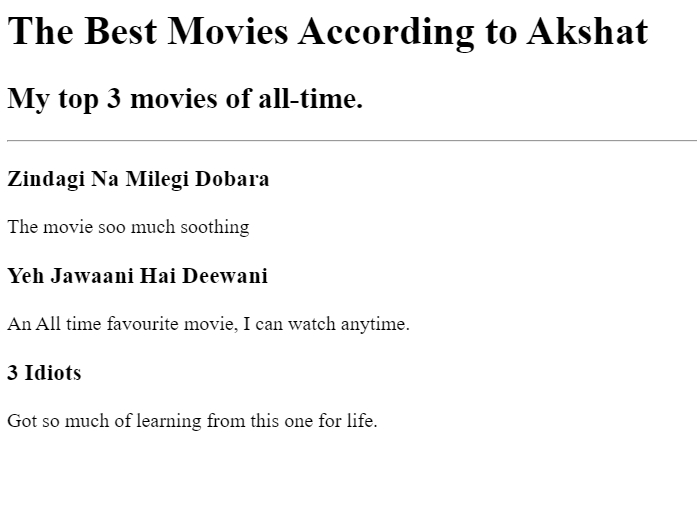 The Best Movies According to Akshat
My top 3 movies of all-time.
Zindagi Na Milegi Dobara
The movie soo much soothing
Yeh Jawaani Hai Deewani
An All time favourite movie, I can watch anytime.
3 Idiots
Got so much of learning from this one for life.